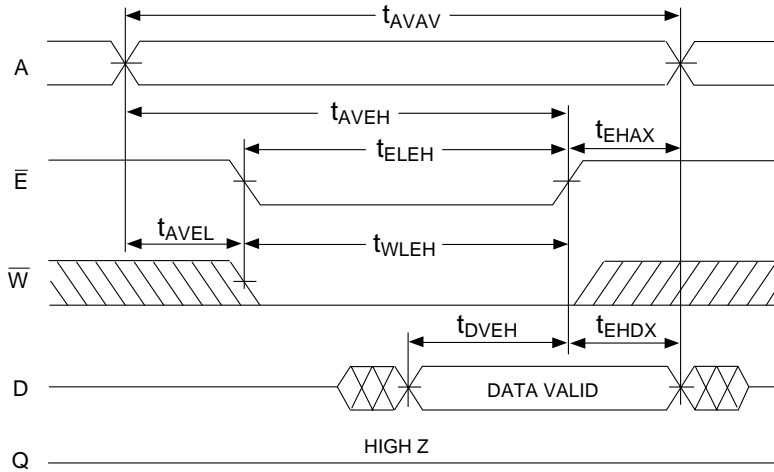 tAVAV
A
tAVEH
tELEH
tEHAX
E̅
tAVEL
tWLEH
W̅
tDVEH
tEHDX
D
DATA VALID
HIGH Z
Q